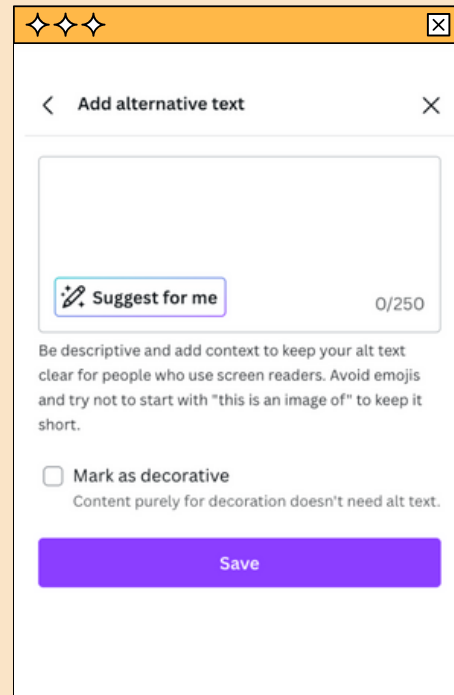 Add alternative text
Suggest for me
0/250
Be descriptive and add context to keep your alt text
clear for people who use screen readers. Avoid emojis
and try not to start with "this is an image of" to keep it
short.
Mark as decorative
Content purely for decoration doesn't need alt text.
Save